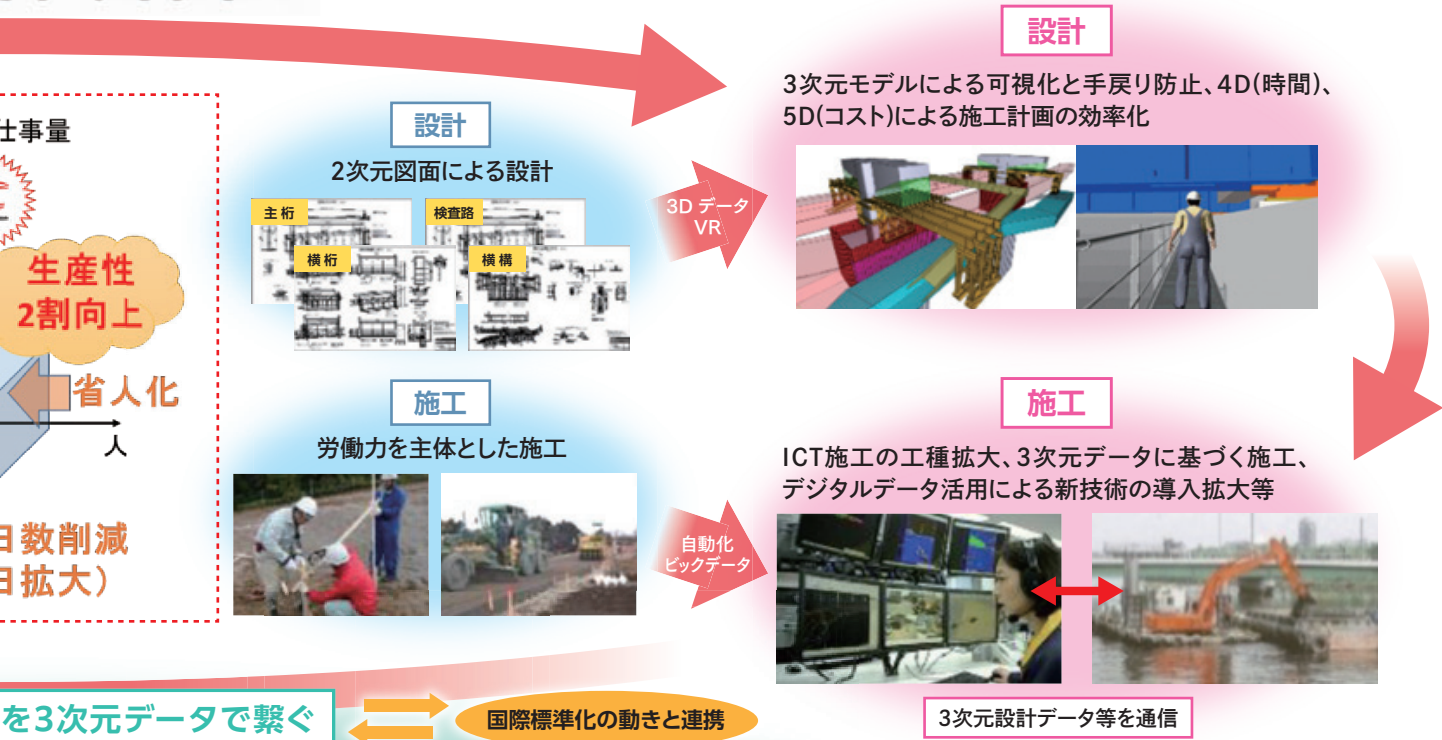 仕事量
生産性
2割向上
省人化
人
日数削減
日拡大）
設計
2次元図面による設計
主桁
検査路
横桁
横構
施工
労働力を主体とした施工
3D データ
VR
自動化
ビックデータ
設計
3次元モデルによる可視化と手戻り防止、4D(時間)、
5D(コスト)による施工計画の効率化
施工
ICT施工の工種拡大、3次元データに基づく施工、
デジタルデータ活用による新技術の導入拡大等
3次元設計データ等を通信
を3次元データで繋ぐ
国際標準化の動きと連携